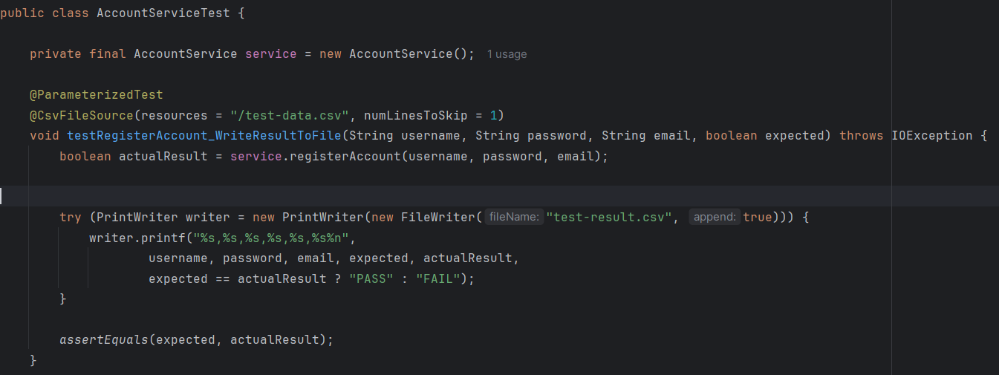 public class AccountServiceTest {
private final AccountService service = new AccountService(); 1 usage
@ParameterizedTest
@CsvFileSource(resources = "/test-data.csv", numLinesToSkip = 1)
void testRegisterAccount_WriteResultToFile(String username, String password, String email, boolean expected) throws IOException {
boolean actualResult = service.registerAccount(username, password, email);
try (PrintWriter writer = new PrintWriter(new FileWriter( fileName: "test-result.csv", append: true))) {
writer.printf("%s,%s,%s,%s,%s,%s%n",
username, password, email, expected, actualResult,
expected == actualResult ? "PASS" : "FAIL");
}
assertEquals(expected, actualResult);
}